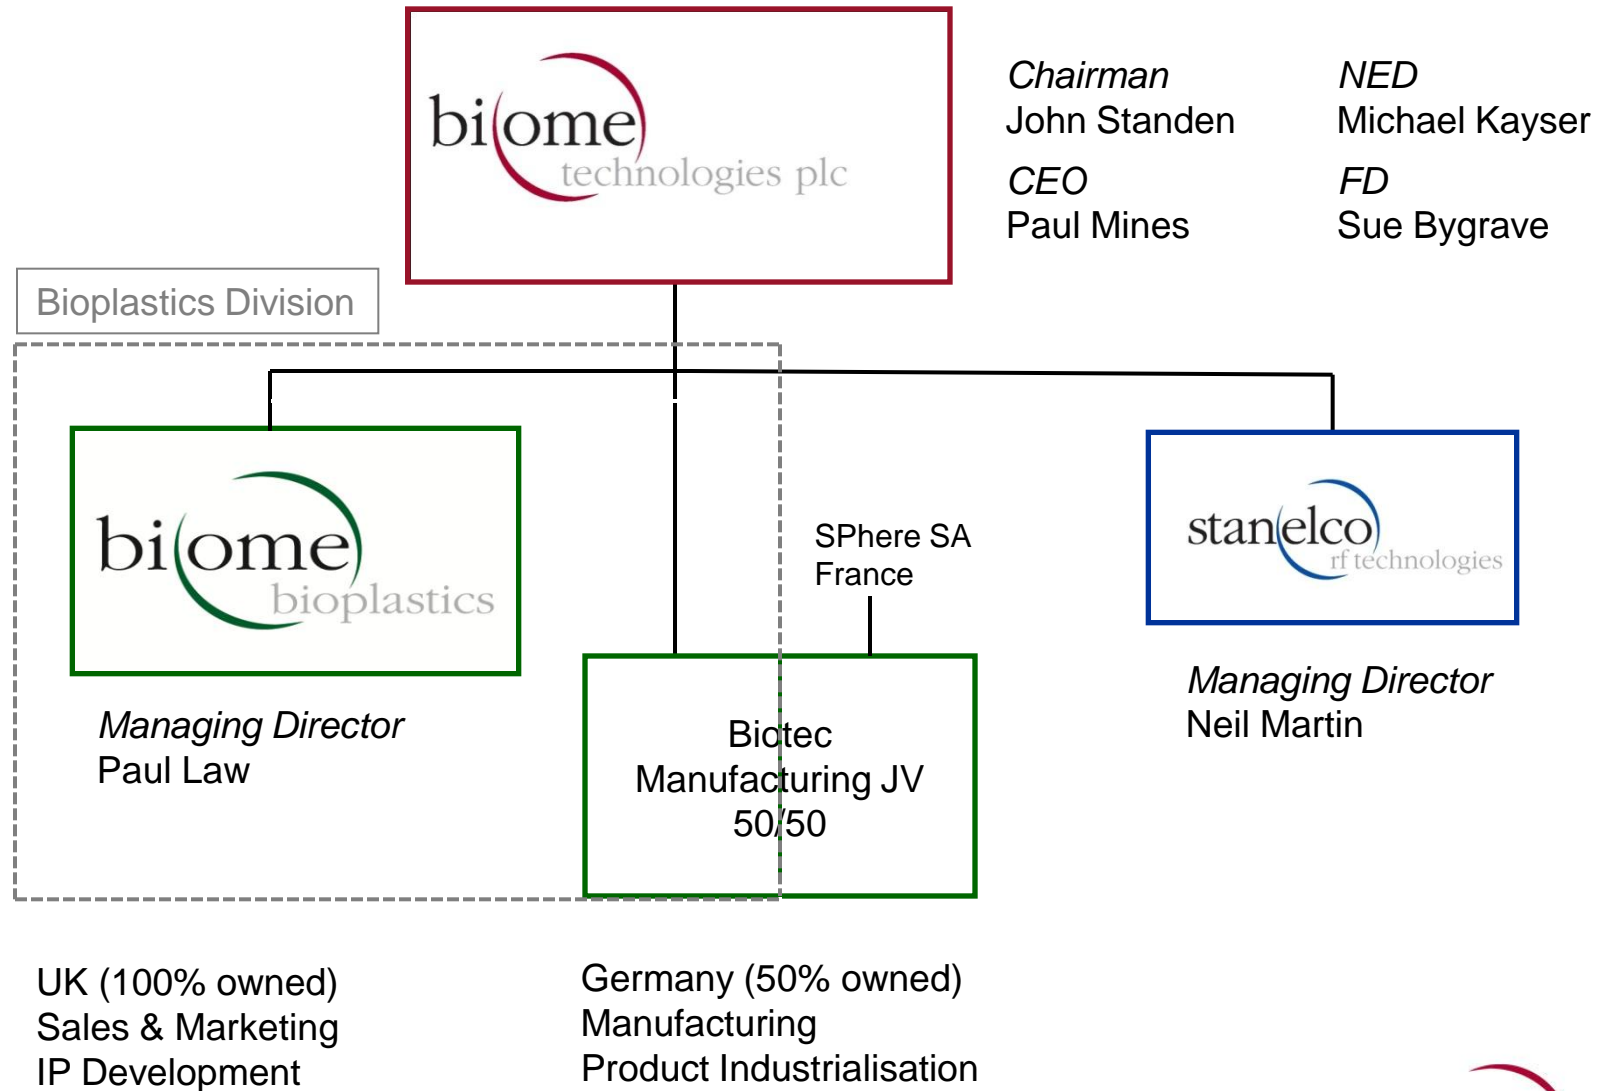 biome
technologies plc
Chairman
John Standen
NED
Michael Kayser
CEO
Paul Mines
FD
Sue Bygrave
Bioplastics Division
biome
bioplastics
Managing Director
Paul Law
SPhere SA
France
Biotec
Manufacturing JV
50/50
stanelco
rf technologies
Managing Director
Neil Martin
UK (100% owned)
Sales & Marketing
IP Development
Germany (50% owned)
Manufacturing
Product Industrialisation